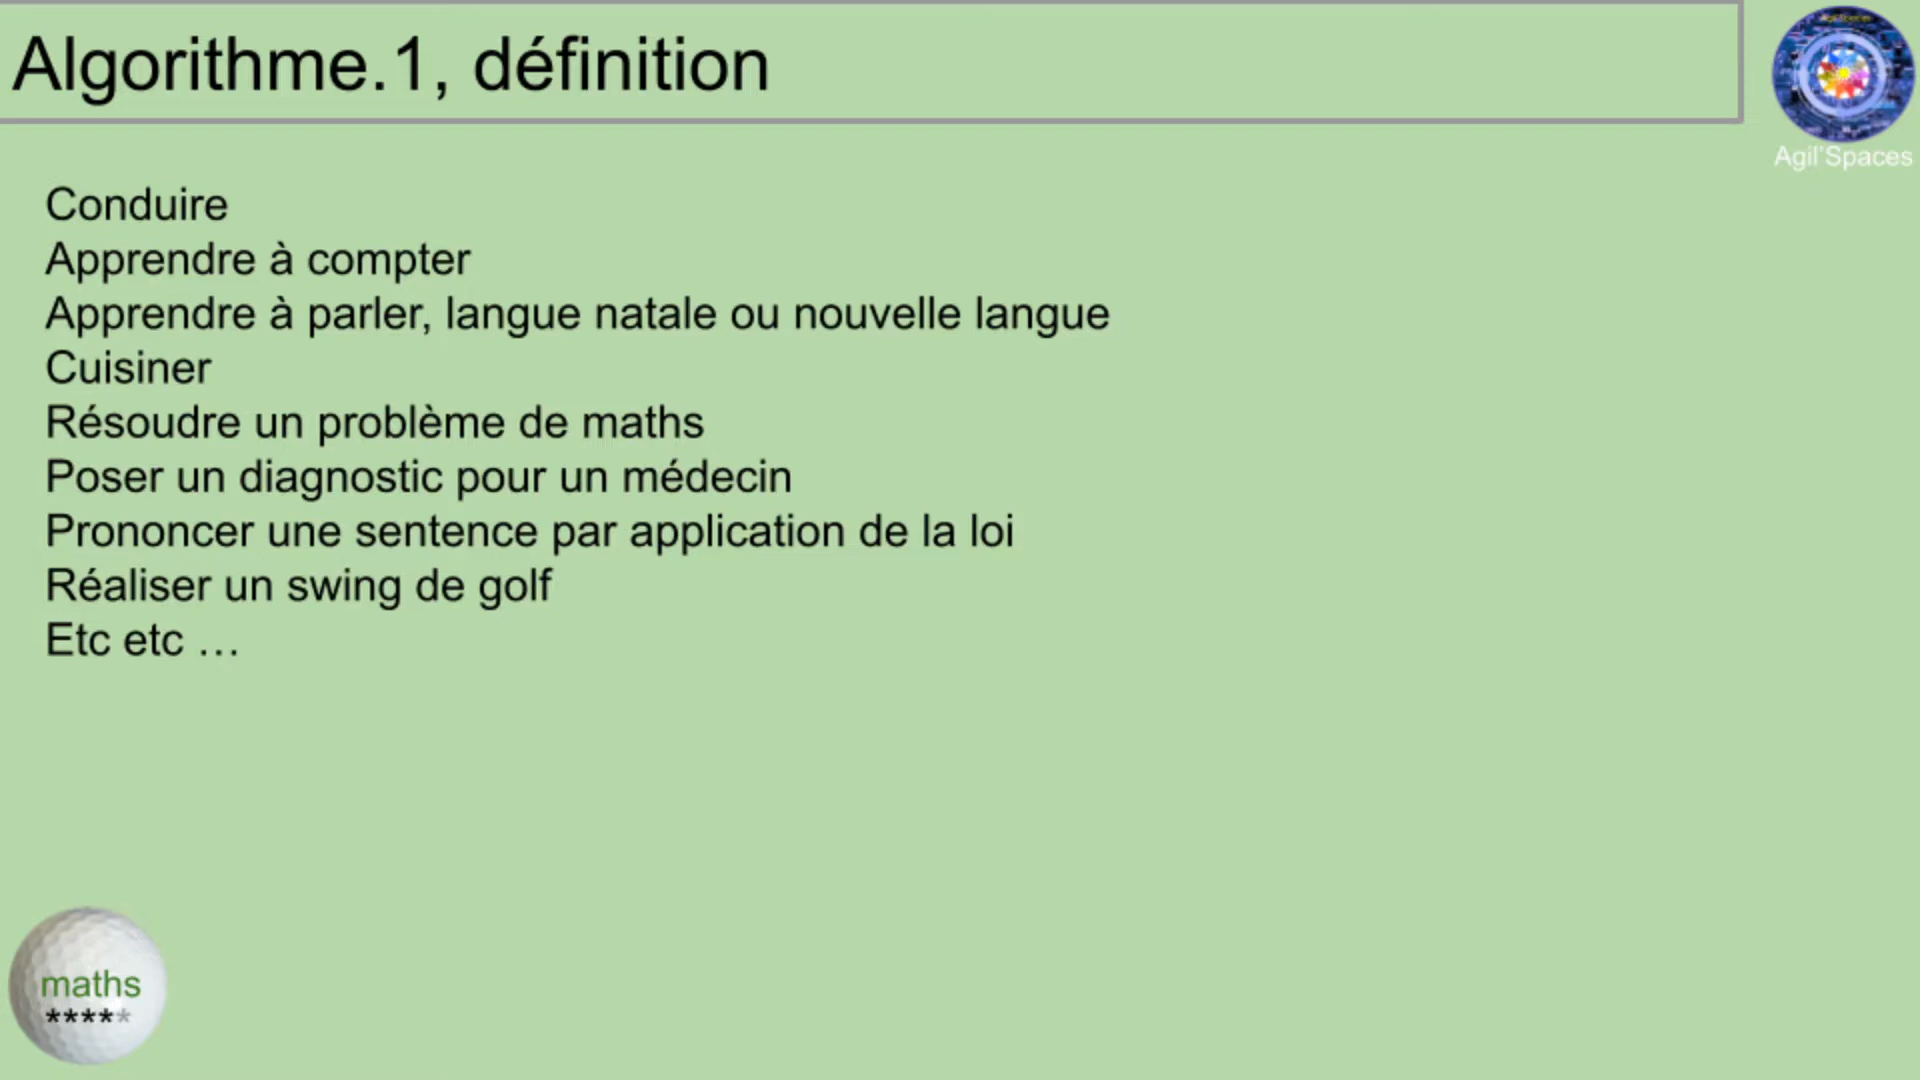 Algorithme.1, définition
Agil'Spaces
Conduire
Apprendre à compter
Apprendre à parler, langue natale ou nouvelle langue
Cuisiner
Résoudre un problème de maths
Poser un diagnostic pour un médecin
Prononcer une sentence par application de la loi
Réaliser un swing de golf
Etc etc …
maths
*****